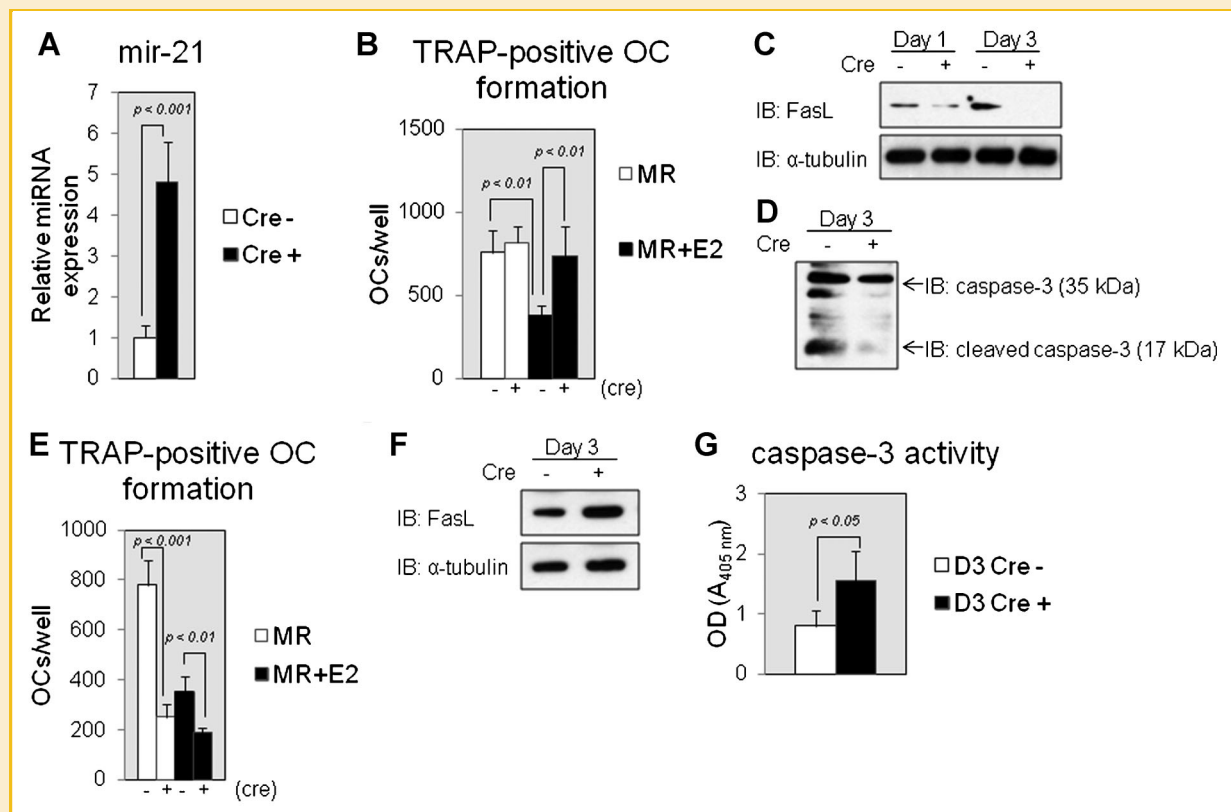 A mir-21
Relative miRNA
expression
7
6
5
4
3
2
1
0
p < 0.001
Cre -
Cre +
B TRAP-positive OC
formation
OCs/well
1500
1000
500
0
p < 0.01
p < 0.01
- + - + (cre)
MR
MR+E2
C Day 1 Day 3
Cre - + - +
IB: FasL
IB: α-tubulin
D Day 3
Cre - +
IB: caspase-3 (35 kDa)
IB: cleaved caspase-3 (17 kDa)
E TRAP-positive OC
formation
OCs/well
1000
800
600
400
200
0
p < 0.001
p < 0.01
- + - + (cre)
MR
MR+E2
F Day 3
Cre - +
IB: FasL
IB: α-tubulin
G caspase-3 activity
OD (A405 nm)
3
2
1
0
p < 0.05
D3 Cre -
D3 Cre +